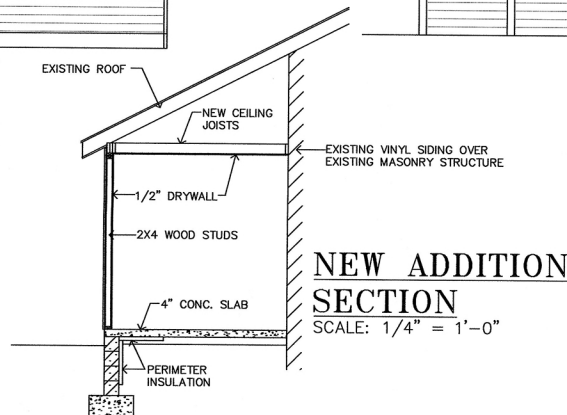 EXISTING ROOF
NEW CEILING
JOISTS
EXISTING VINYL SIDING OVER
EXISTING MASONRY STRUCTURE
1/2" DRYWALL
2X4 WOOD STUDS
NEW ADDITION
SECTION
SCALE: 1/4" = 1'-0"
4" CONC. SLAB
PERIMETER
INSULATION